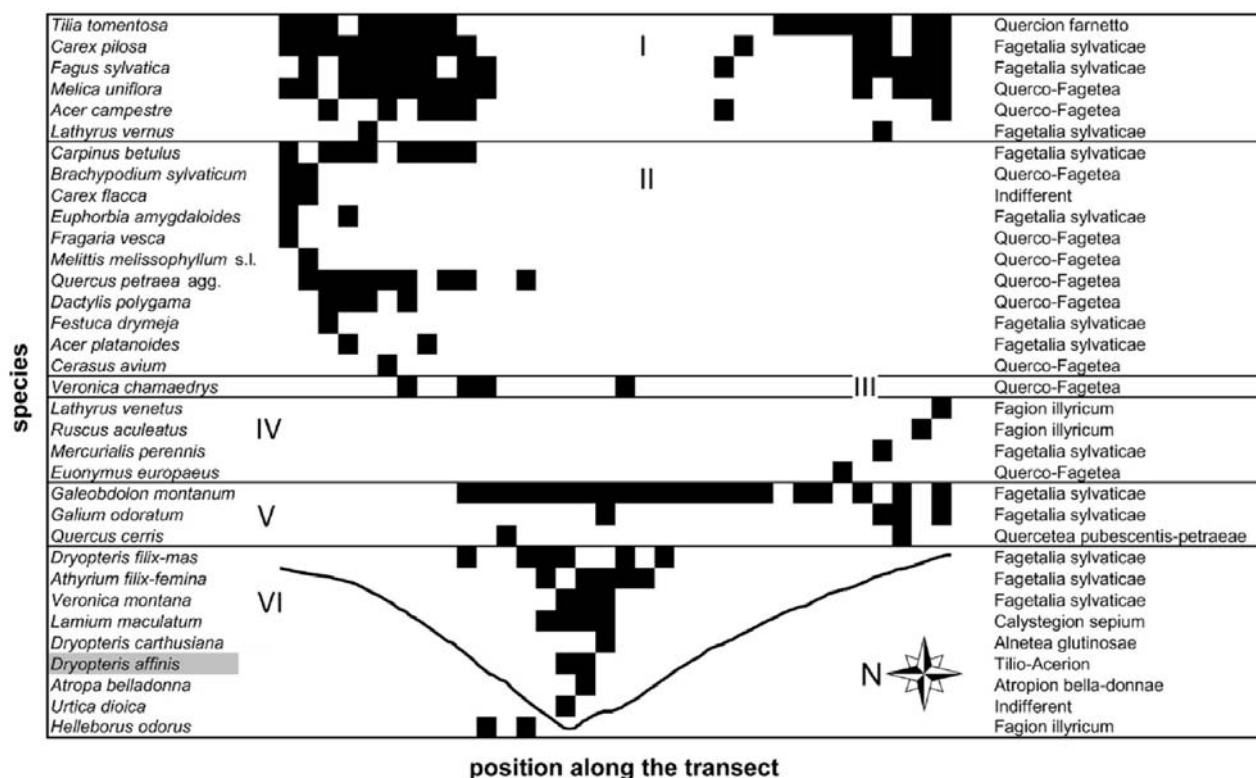 species
Tilia tomentosa Quercion farnetto
Carex pilosa I Fagetalia sylvaticae
Fagus sylvatica Fagetalia sylvaticae
Melica uniflora Querco-Fagetea
Acer campestre Querco-Fagetea
Lathyrus vernus Fagetalia sylvaticae
Carpinus betulus Fagetalia sylvaticae
Brachypodium sylvaticum II Querco-Fagetea
Carex flacca Indifferent
Euphorbia amygdaloides Fagetalia sylvaticae
Fragaria vesca Querco-Fagetea
Melittis melissophyllum s.l. Querco-Fagetea
Quercus petraea agg. Querco-Fagetea
Dactylis polygama Querco-Fagetea
Festuca drymeja Fagetalia sylvaticae
Acer platanoides Fagetalia sylvaticae
Cerasus avium Querco-Fagetea
Veronica chamaedrys III Querco-Fagetea
Lathyrus venetus Fagion illyricum
Ruscus aculeatus IV Fagion illyricum
Mercurialis perennis Fagetalia sylvaticae
Euonymus europaeus Querco-Fagetea
Galeobdolon montanum Fagetalia sylvaticae
Galium odoratum V Fagetalia sylvaticae
Quercus cerris Quercetea pubescentis-petraeae
Dryopteris filix-mas Fagetalia sylvaticae
Athyrium filix-femina Fagetalia sylvaticae
Veronica montana VI Fagetalia sylvaticae
Lamium maculatum Calystegion sepium
Dryopteris carthusiana Alnetea glutinosae
Dryopteris affinis N Tilio-Acerion
Atropa belladonna Atropion bella-donnae
Urtica dioica Indifferent
Helleborus odorus Fagion illyricum
position along the transect